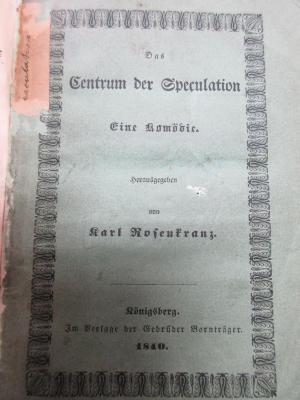 Das
Centrum der Speculation
Eine Komödie.
Herausgegeben
von
Karl Rosenkranz.
Königsberg.
Im Verlage der Gebrüder Bornträger.
1840.